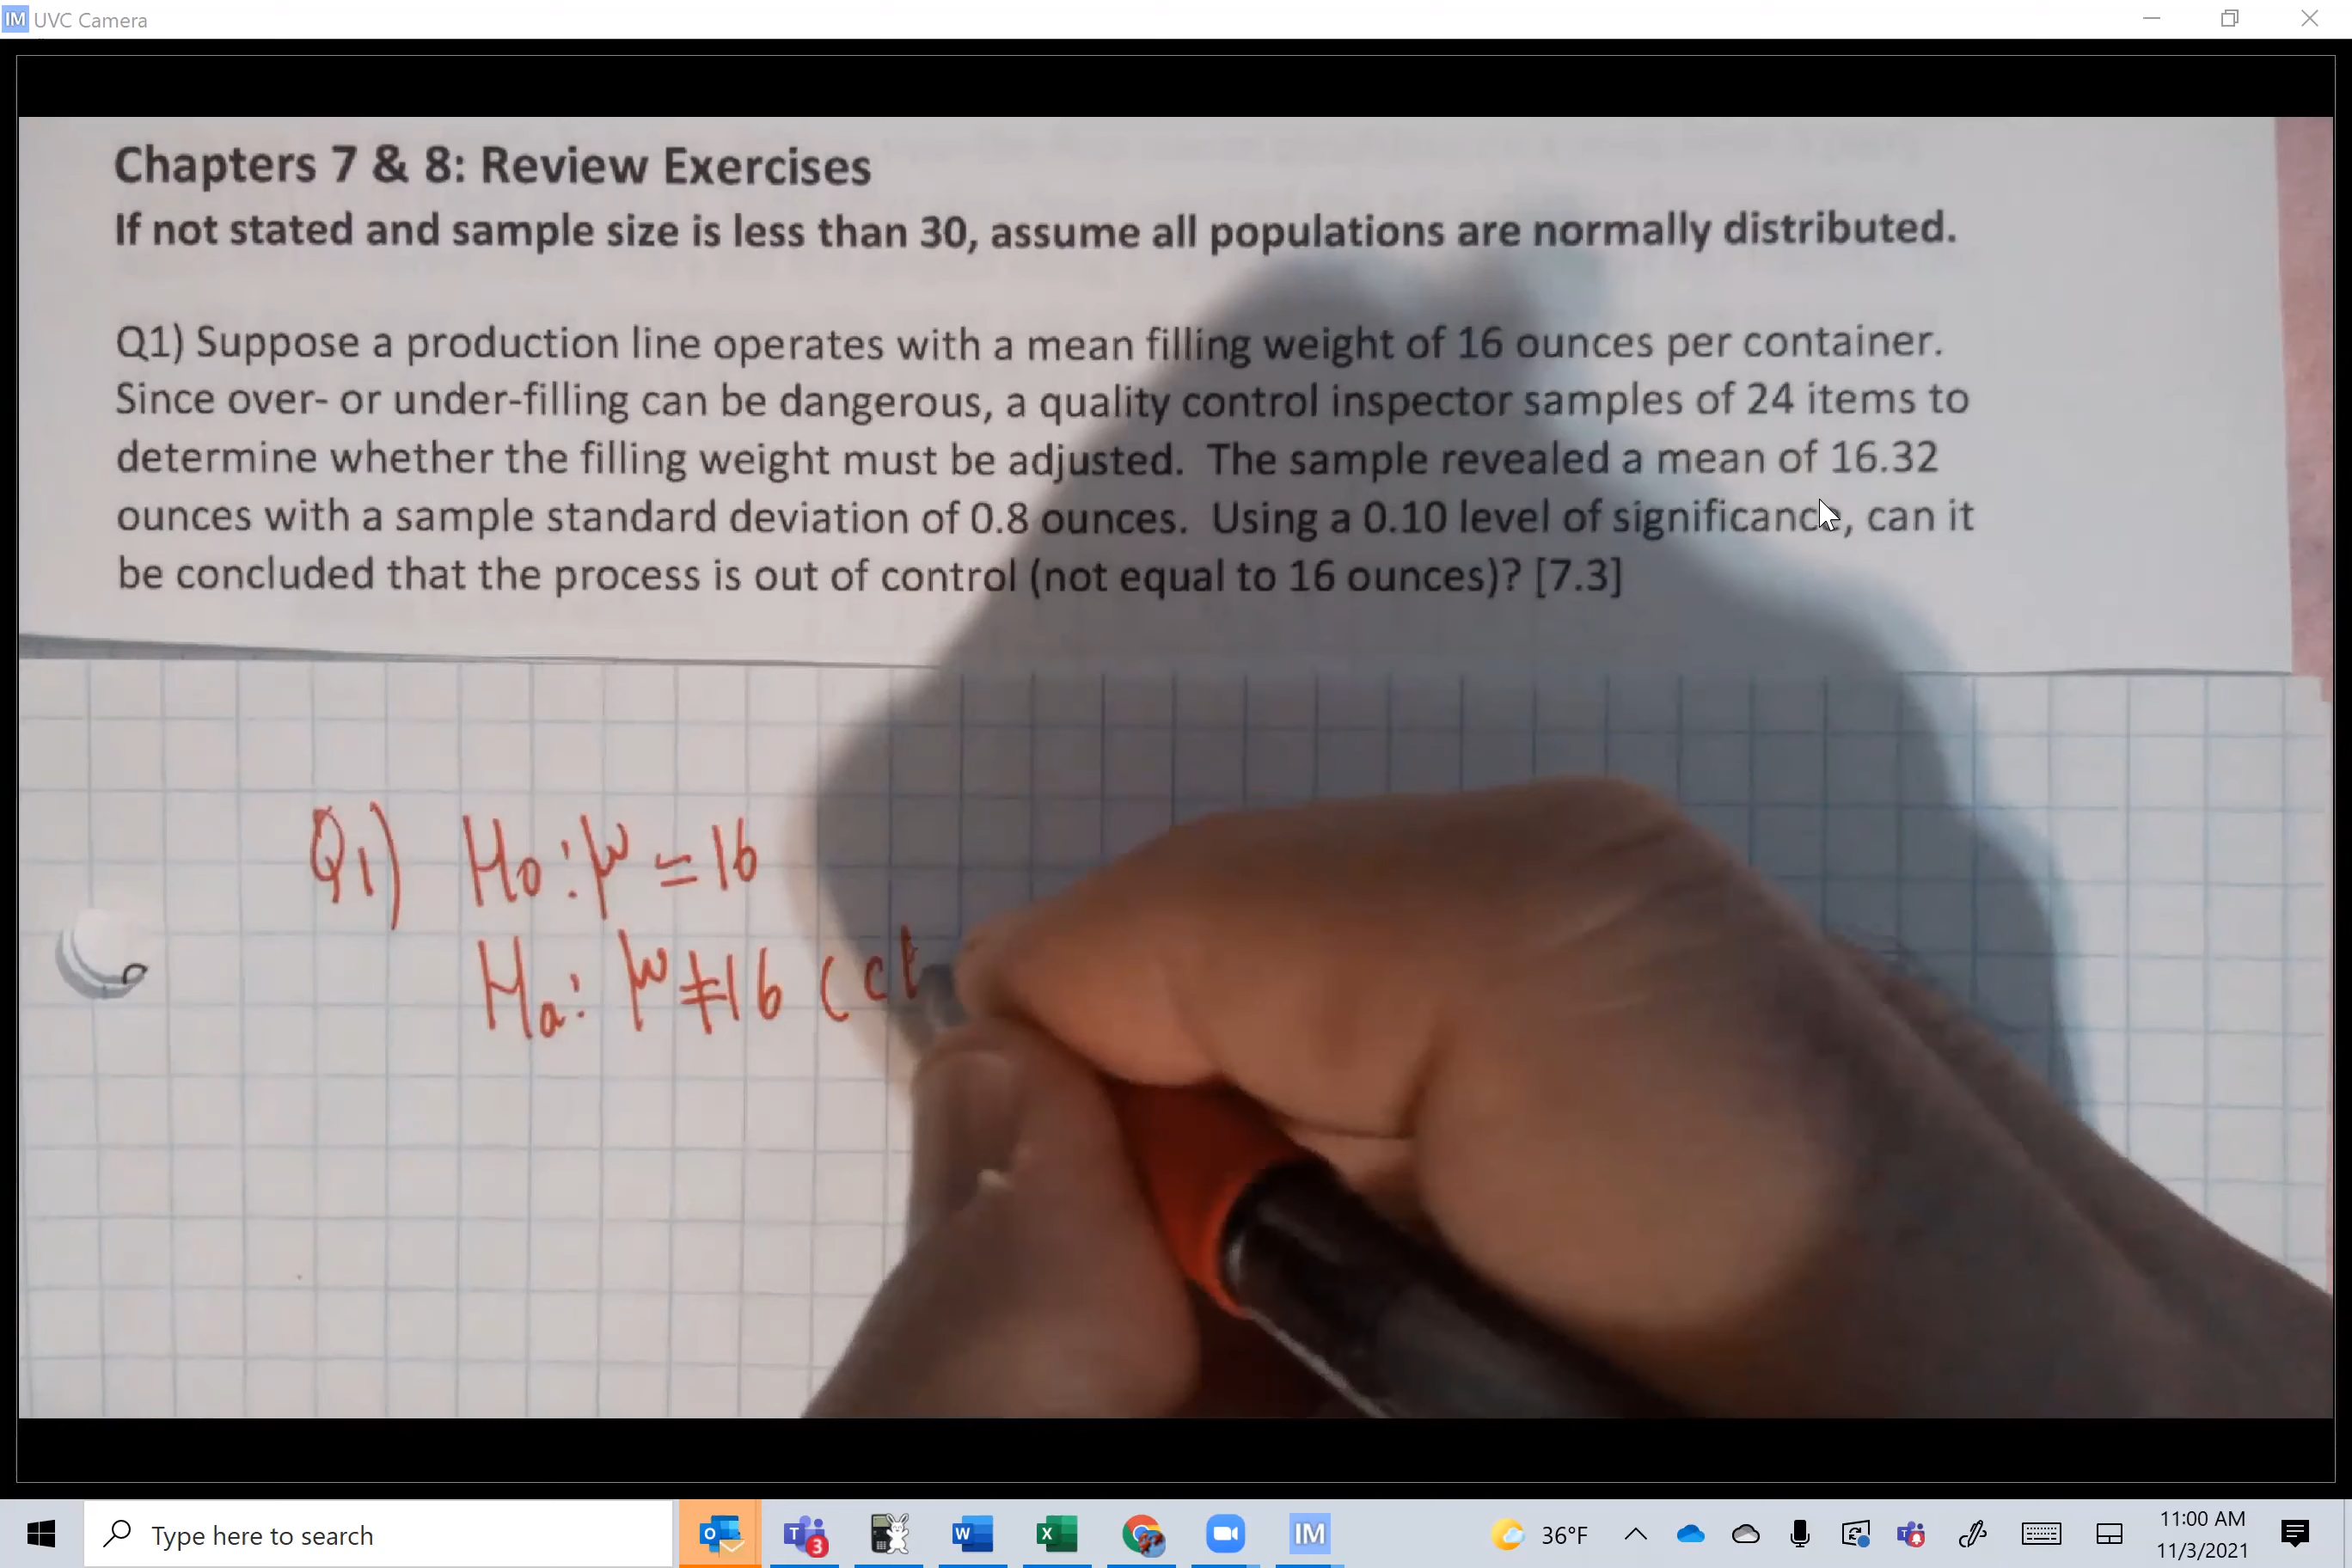 UVC Camera
Chapters 7 & 8: Review Exercises
If not stated and sample size is less than 30, assume all populations are normally distributed.
Q1) Suppose a production line operates with a mean filling weight of 16 ounces per container.
Since over- or under-filling can be dangerous, a quality control inspector samples of 24 items to
determine whether the filling weight must be adjusted. The sample revealed a mean of 16.32
ounces with a sample standard deviation of 0.8 ounces. Using a 0.10 level of significance, can it
be concluded that the process is out of control (not equal to 16 ounces)? [7.3]
Q1) H0: μ = 16
Ha: μ ≠ 16 (cl
Type here to search
3
IM
36°F
11:00 AM
11/3/2021